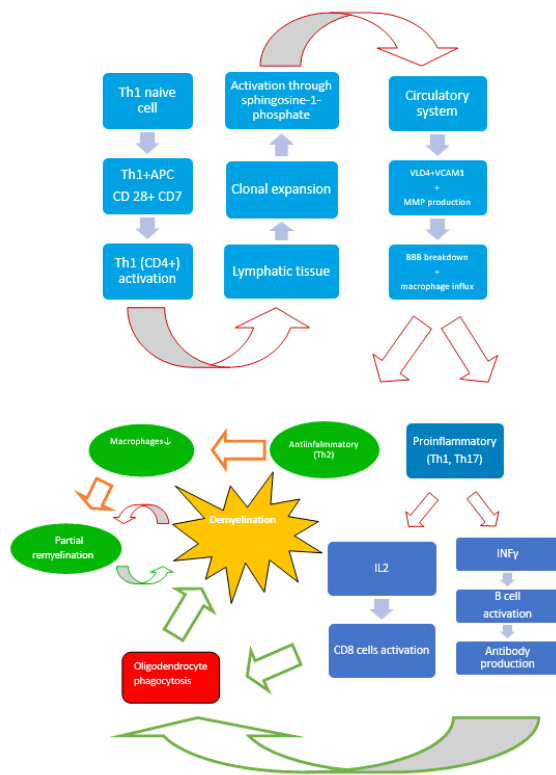 Th1 naive
cell
Th1+APC
CD 28+ CD7
Th1 (CD4+)
activation
Activation through
sphingosine-1-
phosphate
Clonal expansion
Lymphatic tissue
Circulatory
system
VLD4+VCAM1
+
MMP production
BBB breakdown
+
macrophage influx
Macrophages↓
Antiinfalmmatory
(Th2)
Proinflammatory
(Th1, Th17)
Partial
remyelination
Demyelination
IL2
INFγ
B cell
activation
CD8 cells activation
Antibody
production
Oligodendrocyte
phagocytosis